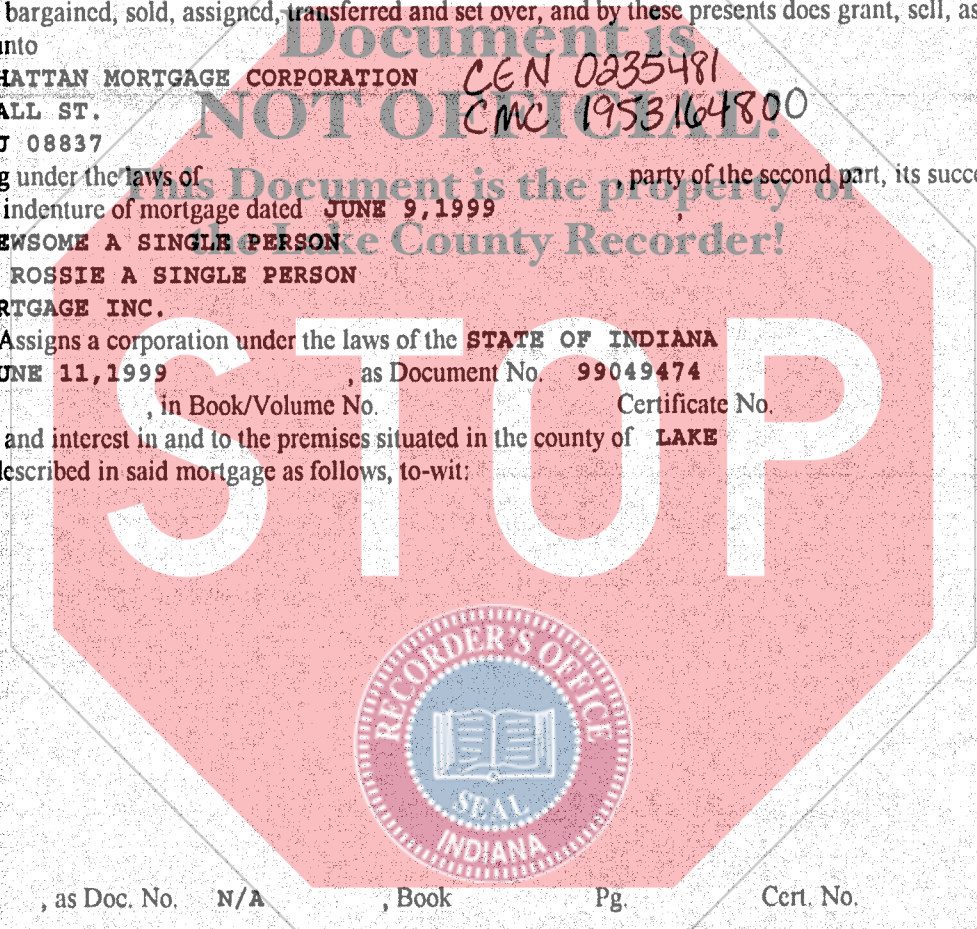 bargained, sold, assigned, transferred and set over, and by these presents does grant, sell, as
unto
Document is
HATTAN MORTGAGE CORPORATION CEN 0235481
ALL ST. NOT OFFICIAL! CMC 1953164800
J 08837
g under the laws of , party of the second part, its succe
This Document is the property of
indenture of mortgage dated JUNE 9,1999 ,
the Lake County Recorder!
EWSOME A SINGLE PERSON
ROSSIE A SINGLE PERSON
RTGAGE INC.
Assigns a corporation under the laws of the STATE OF INDIANA
UNE 11,1999 , as Document No. 99049474
, in Book/Volume No. Certificate No.
and interest in and to the premises situated in the county of LAKE
described in said mortgage as follows, to-wit:
STOP
RECORDER'S OFFICE
SEAL
INDIANA
, as Doc. No. N/A , Book Pg. Cert. No.